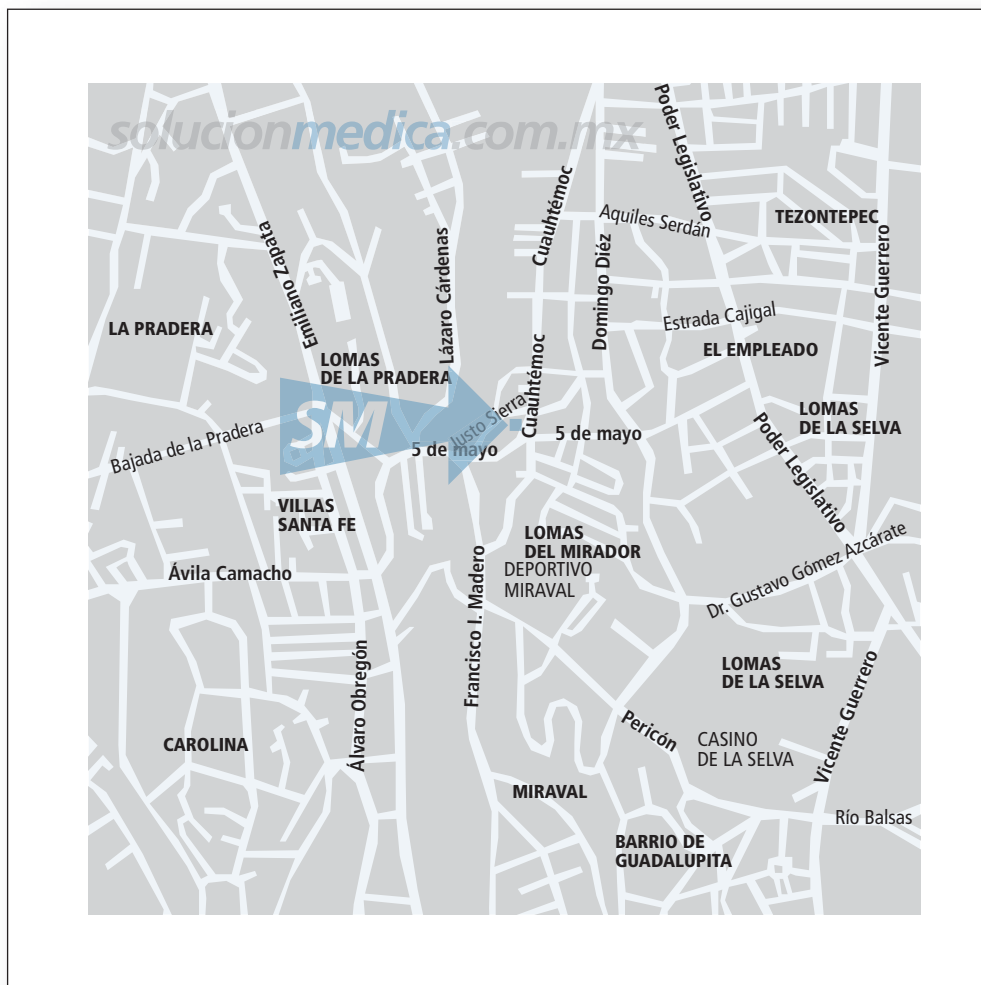 solucionmedica.com.mx
Poder Legislativo
Cuauhtémoc
Aquiles Serdán
TEZONTEPEC
Emiliano Zapata
Lázaro Cárdenas
Domingo Diéz
Vicente Guerrero
LA PRADERA
Estrada Cajigal
EL EMPLEADO
LOMAS
DE LA PRADERA
Cuauhtémoc
SM
Justo Sierra
LOMAS
DE LA SELVA
Bajada de la Pradera
5 de mayo
5 de mayo
Poder Legislativo
VILLAS
SANTA FE
LOMAS
DEL MIRADOR
DEPORTIVO
MIRAVAL
Ávila Camacho
Dr. Gustavo Gómez Azcárate
Francisco I. Madero
Álvaro Obregón
LOMAS
DE LA SELVA
Vicente Guerrero
Pericón
CAROLINA
CASINO
DE LA SELVA
MIRAVAL
Río Balsas
BARRIO DE
GUADALUPITA